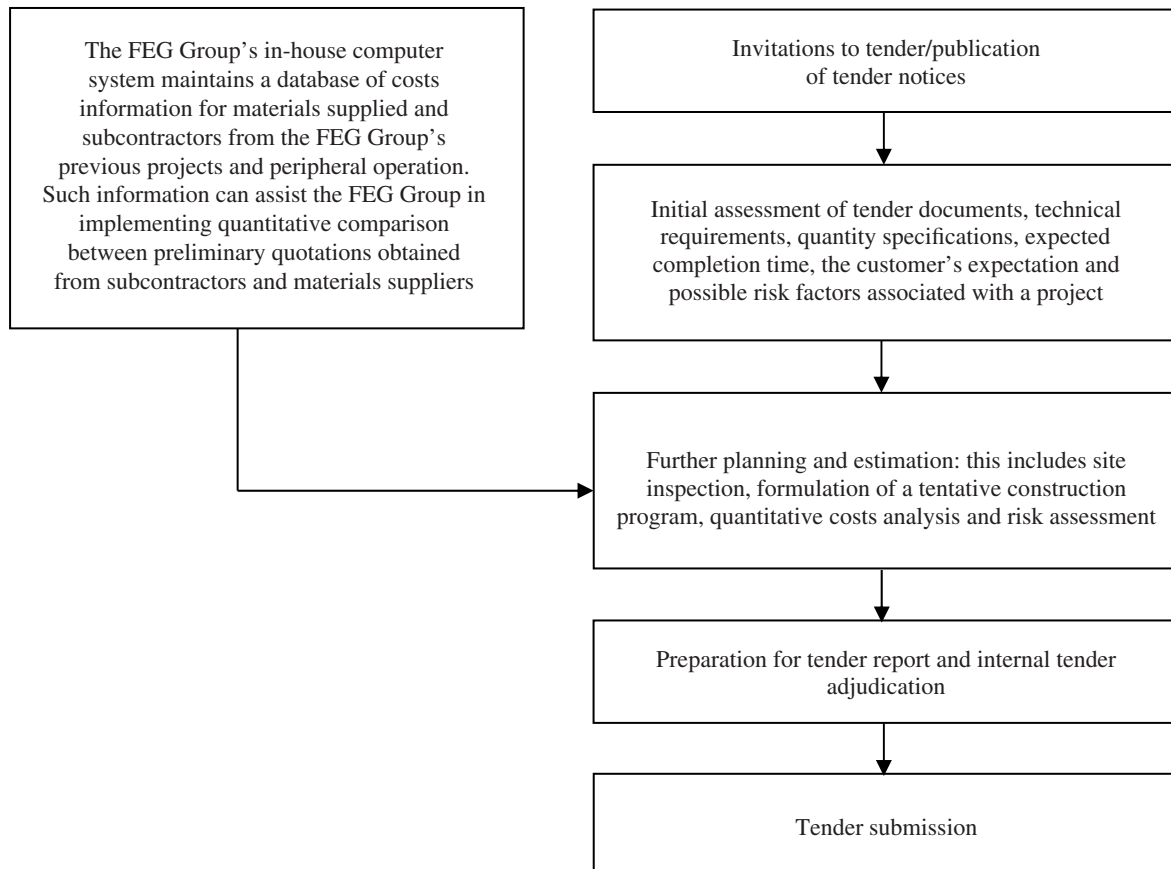 The FEG Group’s in-house computer
system maintains a database of costs
information for materials supplied and
subcontractors from the FEG Group’s
previous projects and peripheral operation.
Such information can assist the FEG Group in
implementing quantitative comparison
between preliminary quotations obtained
from subcontractors and materials suppliers
Invitations to tender/publication
of tender notices
Initial assessment of tender documents, technical
requirements, quantity specifications, expected
completion time, the customer’s expectation and
possible risk factors associated with a project
Further planning and estimation: this includes site
inspection, formulation of a tentative construction
program, quantitative costs analysis and risk assessment
Preparation for tender report and internal tender
adjudication
Tender submission